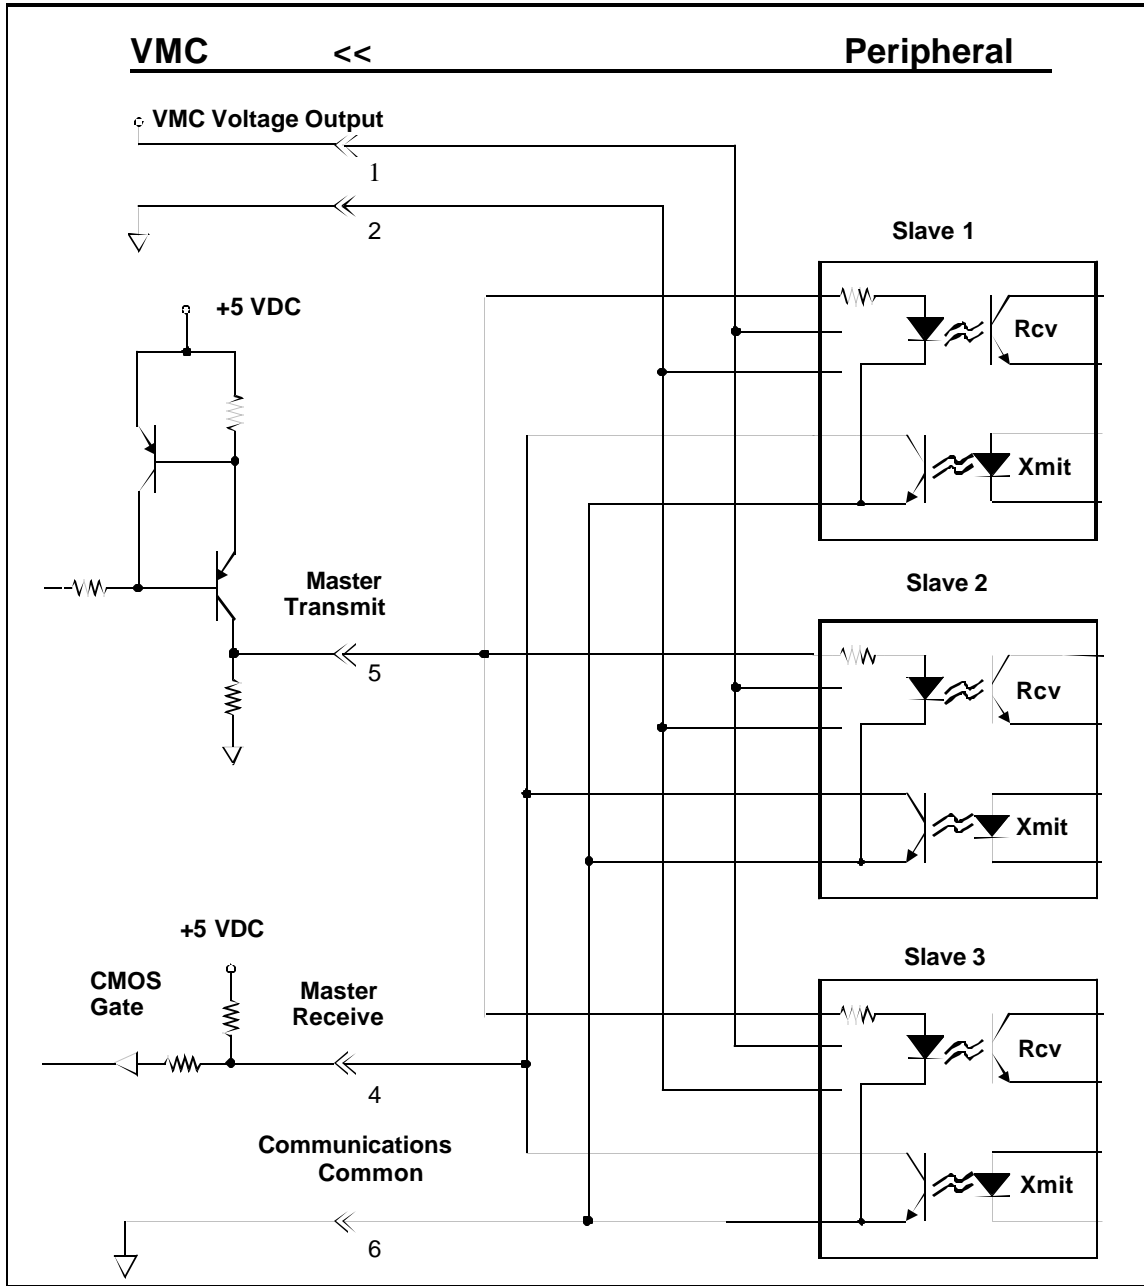 VMC << Peripheral
VMC Voltage Output
1
2
Slave 1
+5 VDC
Rcv
Xmit
Master
Transmit
5
Slave 2
Rcv
Xmit
+5 VDC
CMOS
Gate
Master
Receive
4
Slave 3
Rcv
Communications
Common
Xmit
6